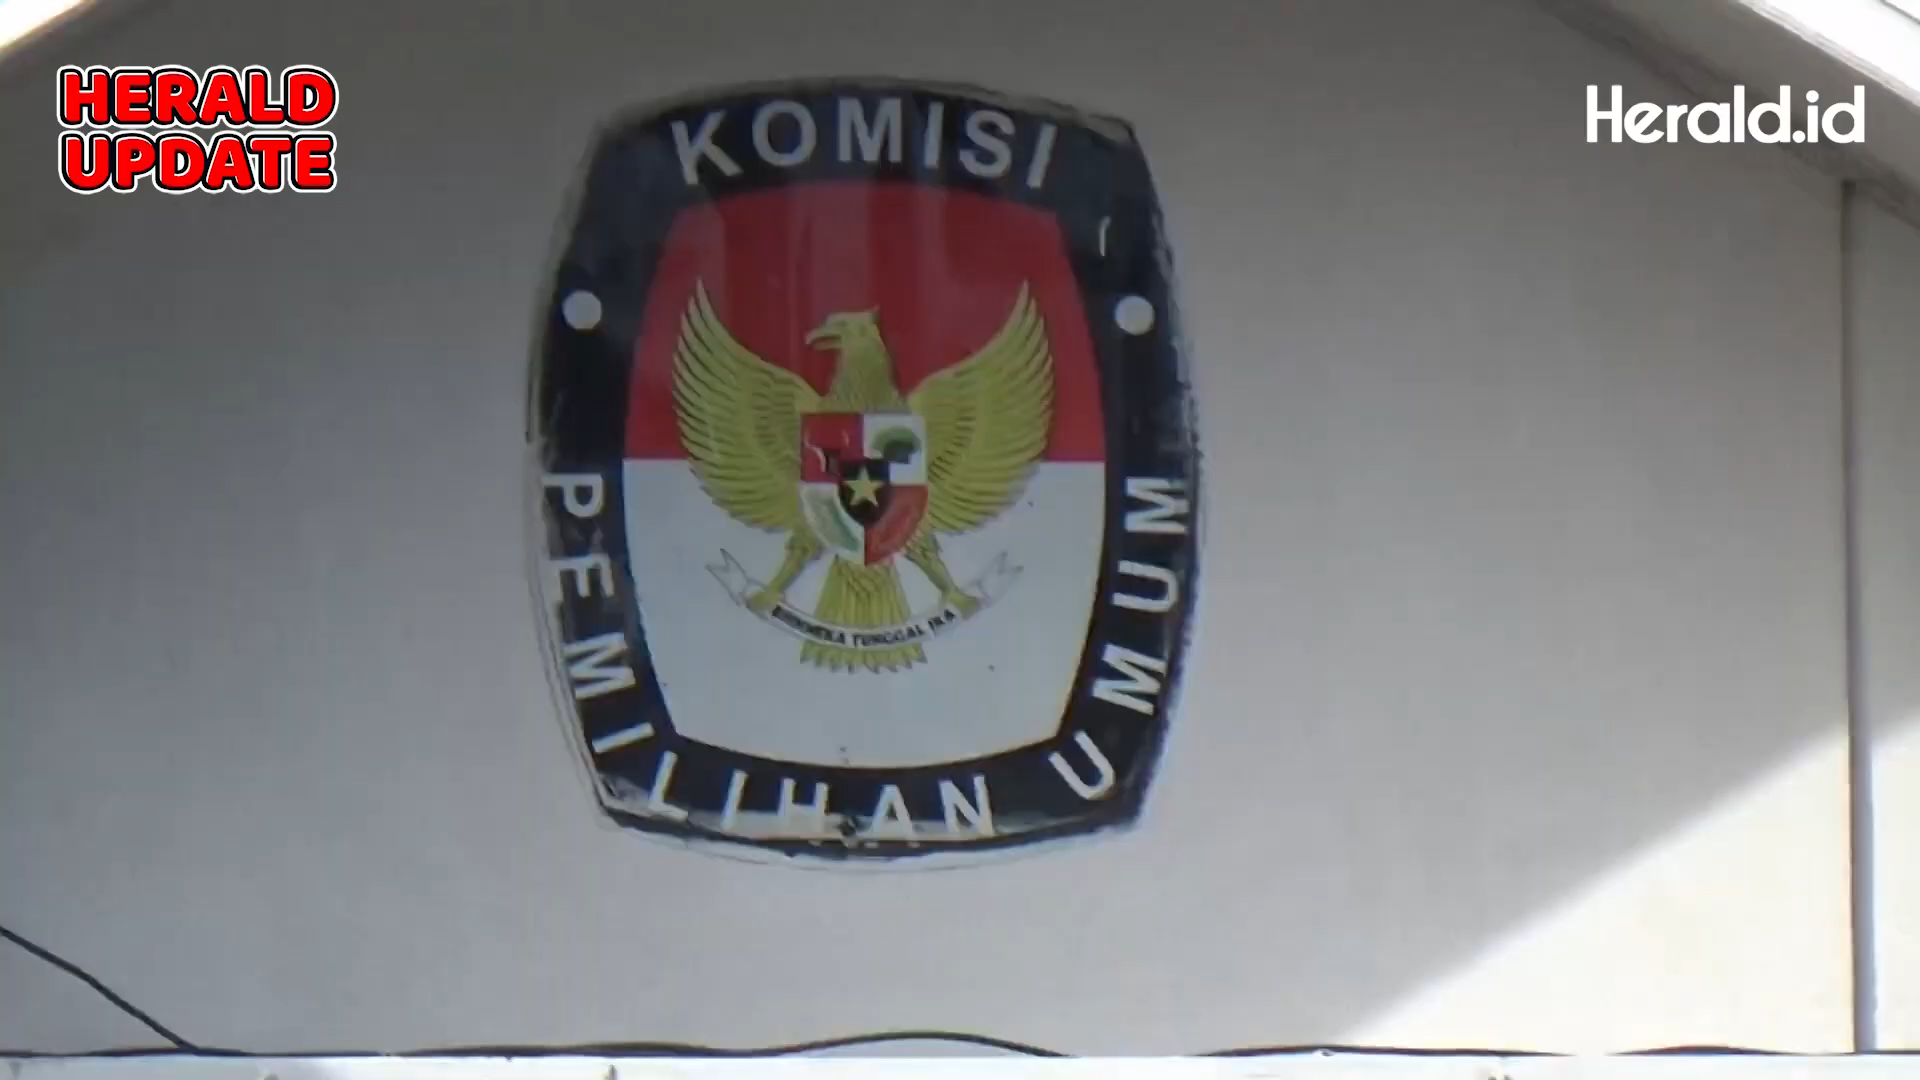 HERALD
UPDATE
Herald.id
KOMISI
PEMILIHAN UMUM
BHINNEKA TUNGGAL IKA